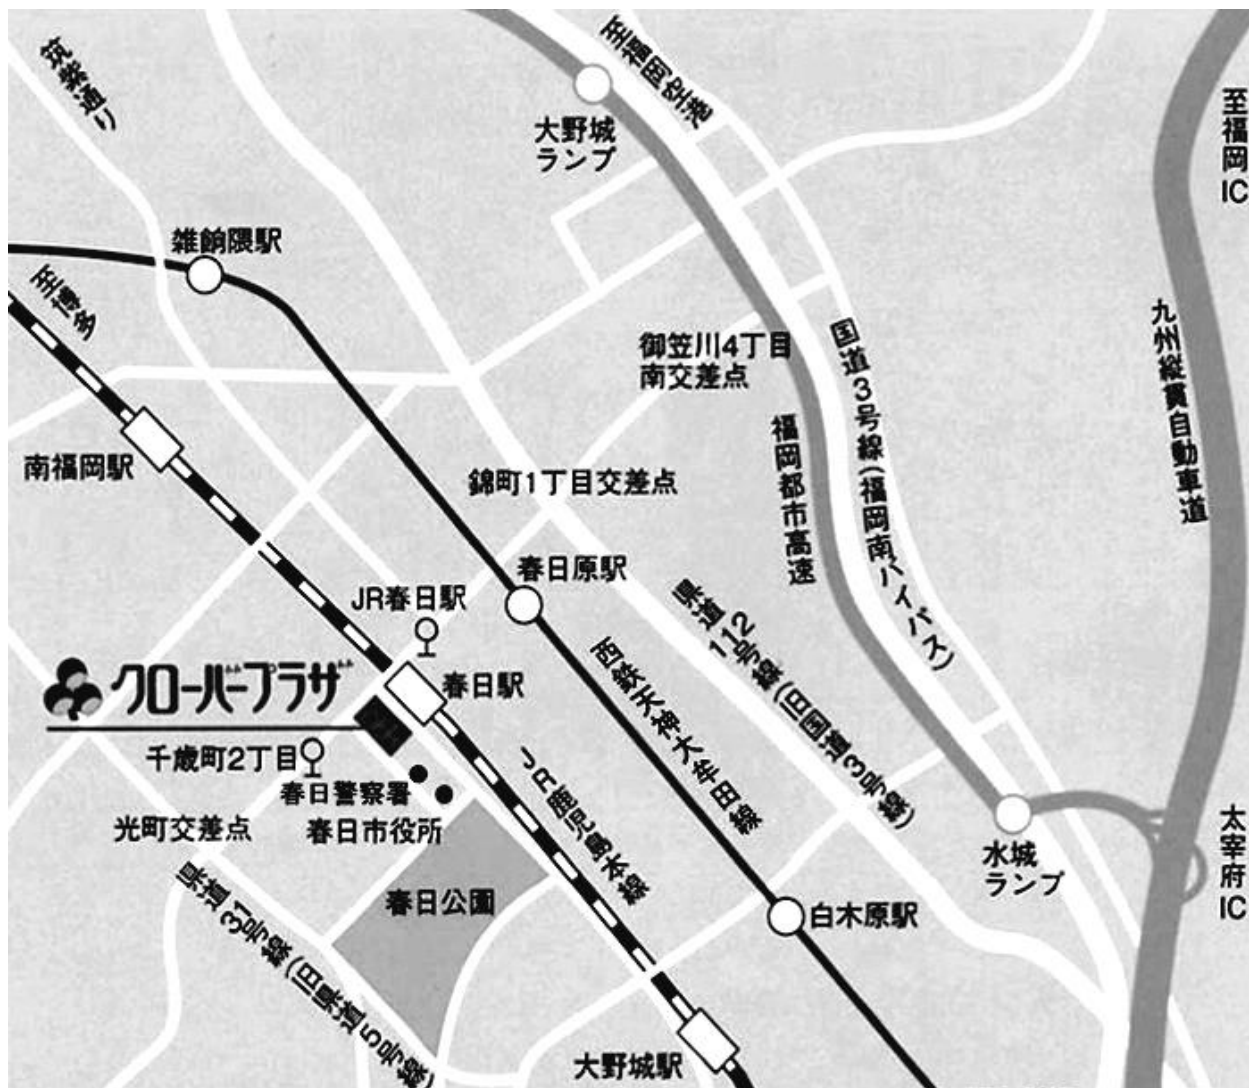 筑紫通り
至福岡空港
大野城
ランプ
至福岡
IC
雑餉隈駅
至博多
御笠川4丁目
南交差点
国道3号線(福岡南バイパス)
九州縦貫自動車道
南福岡駅
福岡都市高速
錦町1丁目交差点
春日原駅
JR春日駅
県道112号線(旧国道3号線)
西鉄天神大牟田線
クローバープラザ
春日駅
千歳町2丁目
春日警察署
光町交差点
春日市役所
JR鹿児島本線
水城
ランプ
太宰府
IC
県道31号線(旧県道5号線)
春日公園
白木原駅
大野城駅